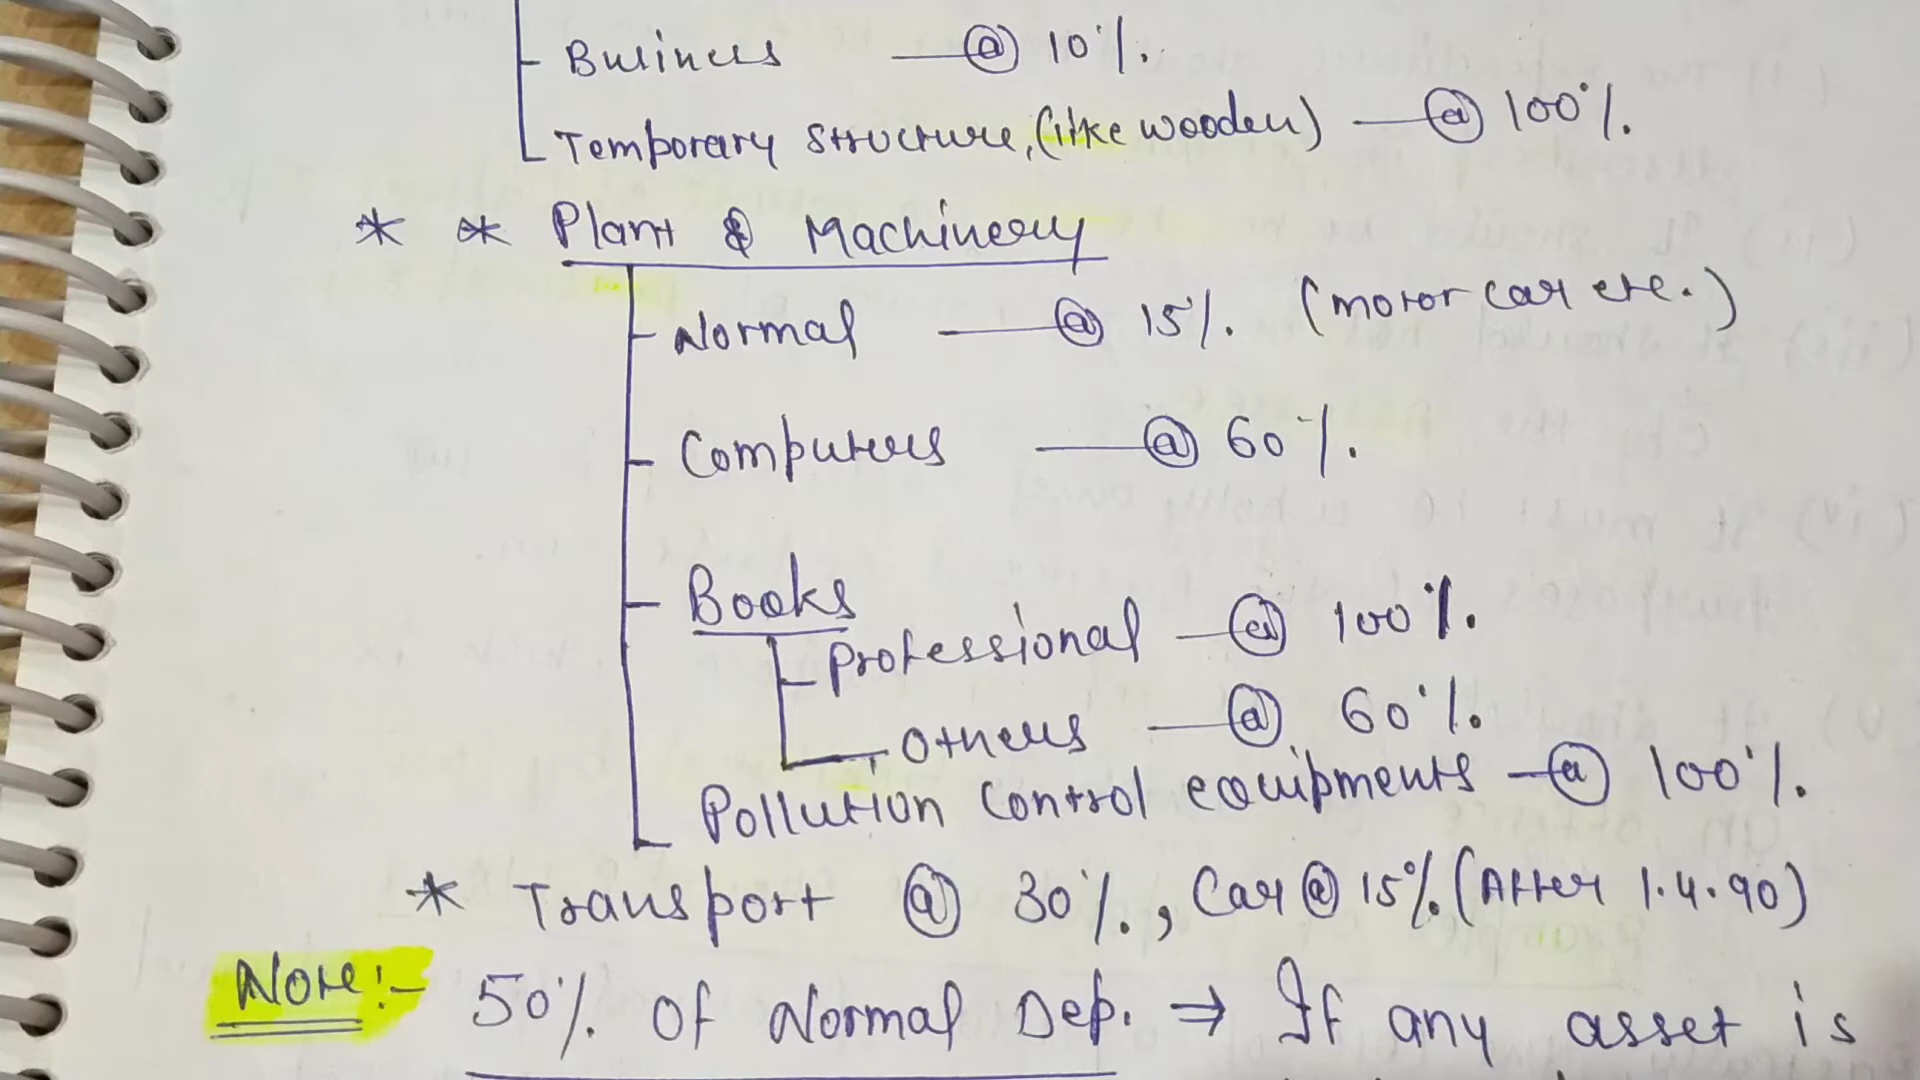 Business @ 10%.
Temporary structure, (like wooden) @ 100%.
* * Plant & Machinery
Normal @ 15%. (motor car etc.)
Computers @ 60%.
Books
Professional @ 100%.
Others @ 60%.
Pollution Control equipments @ 100%.
* Transport @ 30%., Car @ 15% (After 1.4.90)
Note:- 50% of Normal Dep. → If any asset is